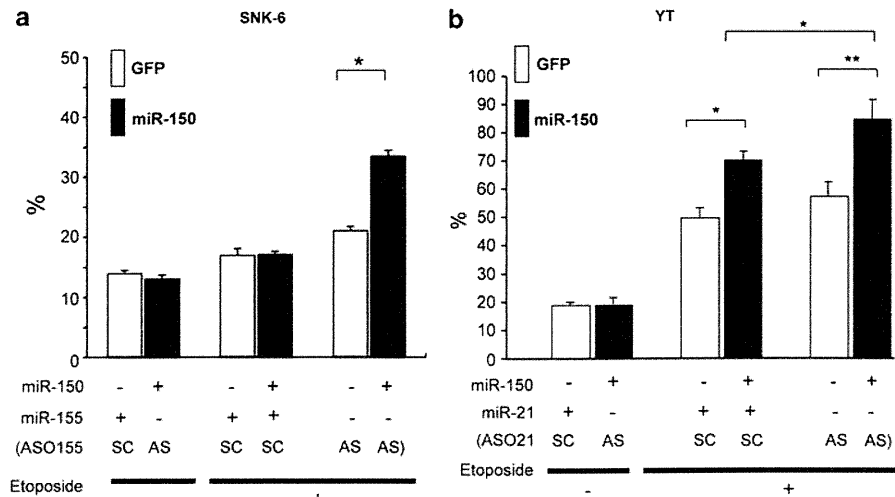 a
SNK-6
50
40
30
20
10
0
%
GFP
miR-150
*
miR-150 - + - + - +
miR-155 + - + + - -
(ASO155 SC AS SC SC AS AS)
Etoposide
b
YT
100
90
80
70
60
50
40
30
20
10
0
%
GFP
miR-150
*
*
**
miR-150 - + - + - +
miR-21 + - + + - -
(ASO21 SC AS SC SC AS AS)
Etoposide
- +